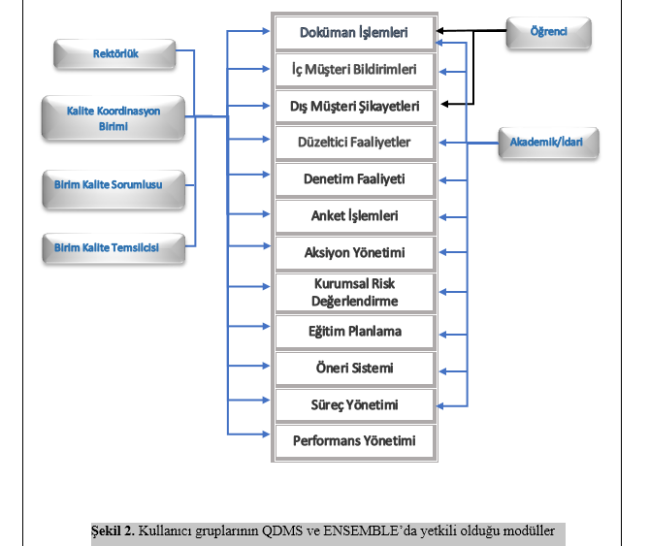 Rektörlük
Kalite Koordinasyon
Birimi
Birim Kalite Sorumlusu
Birim Kalite Temsilcisi
Doküman İşlemleri
İç Müşteri Bildirimleri
Dış Müşteri Şikayetleri
Düzeltici Faaliyetler
Denetim Faaliyeti
Anket İşlemleri
Aksiyon Yönetimi
Kurumsal Risk
Değerlendirme
Eğitim Planlama
Öneri Sistemi
Süreç Yönetimi
Performans Yönetimi
Öğrenci
Akademik/İdari
Şekil 2. Kullanıcı gruplarının QDMS ve ENSEMBLE’da yetkili olduğu modüller